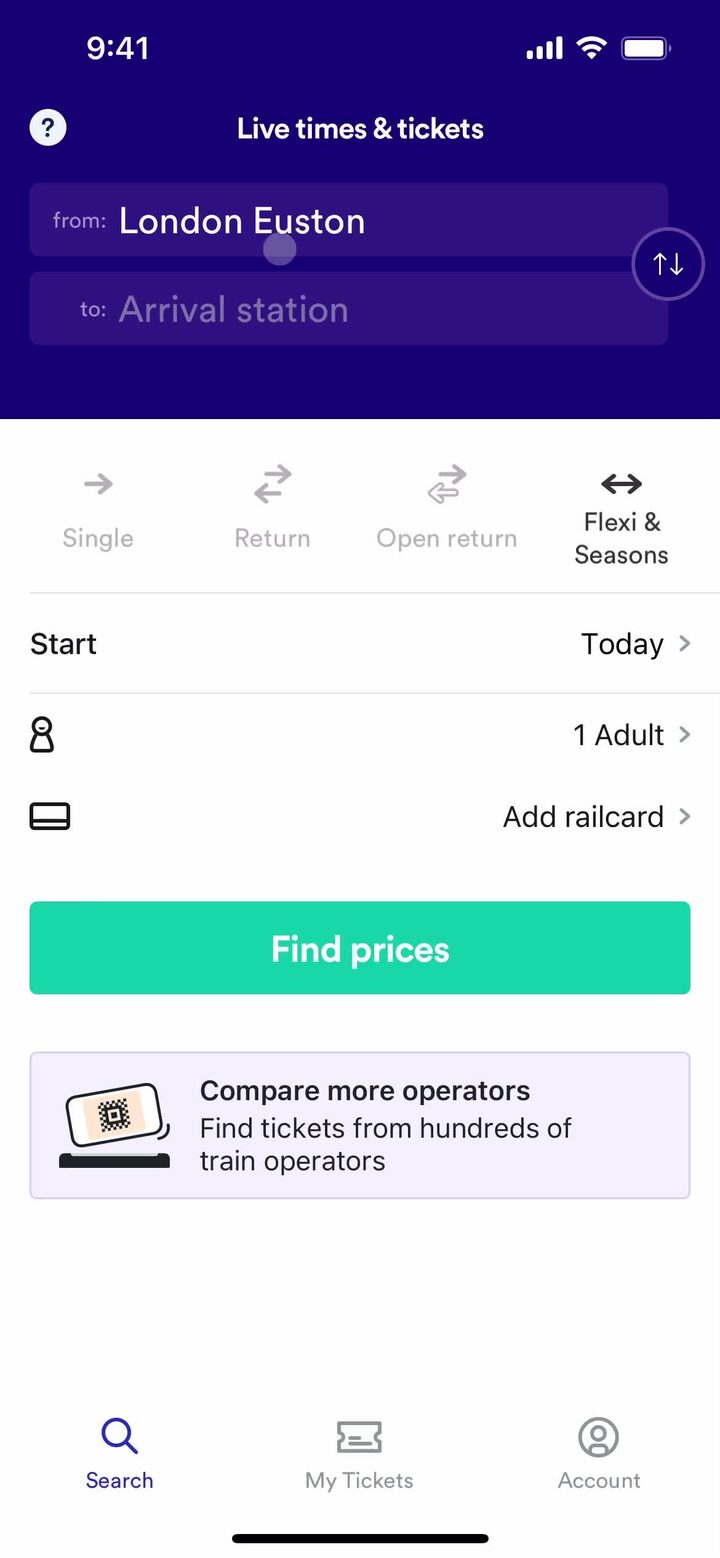 9:41
?
Live times & tickets
from: London Euston
to: Arrival station
Single
Return
Open return
Flexi &
Seasons
Start
Today
1 Adult
Add railcard
Find prices
Compare more operators
Find tickets from hundreds of
train operators
Search
My Tickets
Account